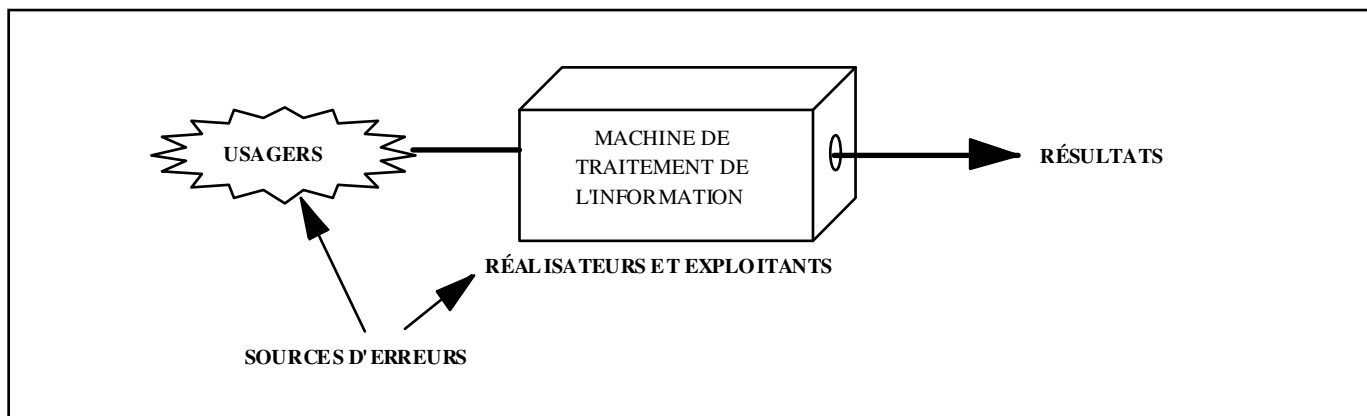 USAGERS
MACHINE DE
TRAITEMENT DE
L'INFORMATION
RÉSULTATS
RÉALISATEURS ET EXPLOITANTS
SOURCES D'ERREURS